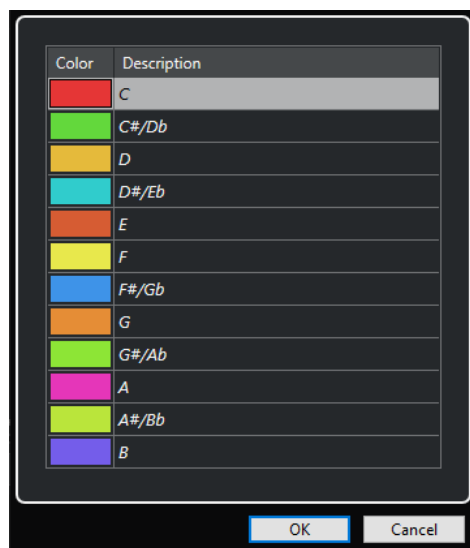 Color Description
C
C#/Db
D
D#/Eb
E
F
F#/Gb
G
G#/Ab
A
A#/Bb
B
OK Cancel